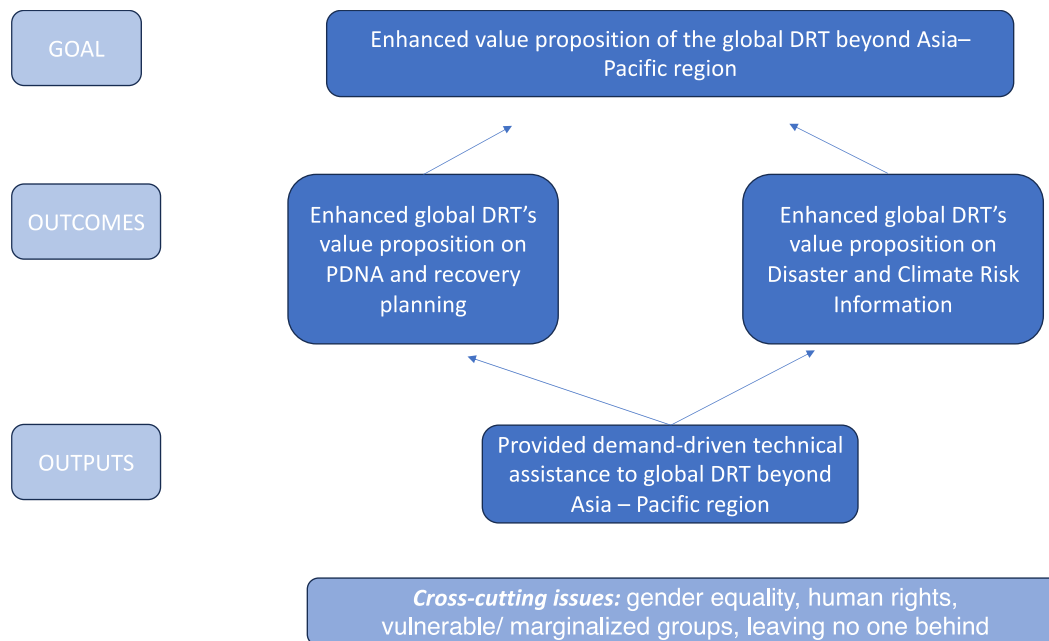 GOAL
Enhanced value proposition of the global DRT beyond Asia–
Pacific region
OUTCOMES
Enhanced global DRT’s
value proposition on
PDNA and recovery
planning
Enhanced global DRT’s
value proposition on
Disaster and Climate Risk
Information
OUTPUTS
Provided demand-driven technical
assistance to global DRT beyond
Asia – Pacific region
Cross-cutting issues: gender equality, human rights,
vulnerable/ marginalized groups, leaving no one behind